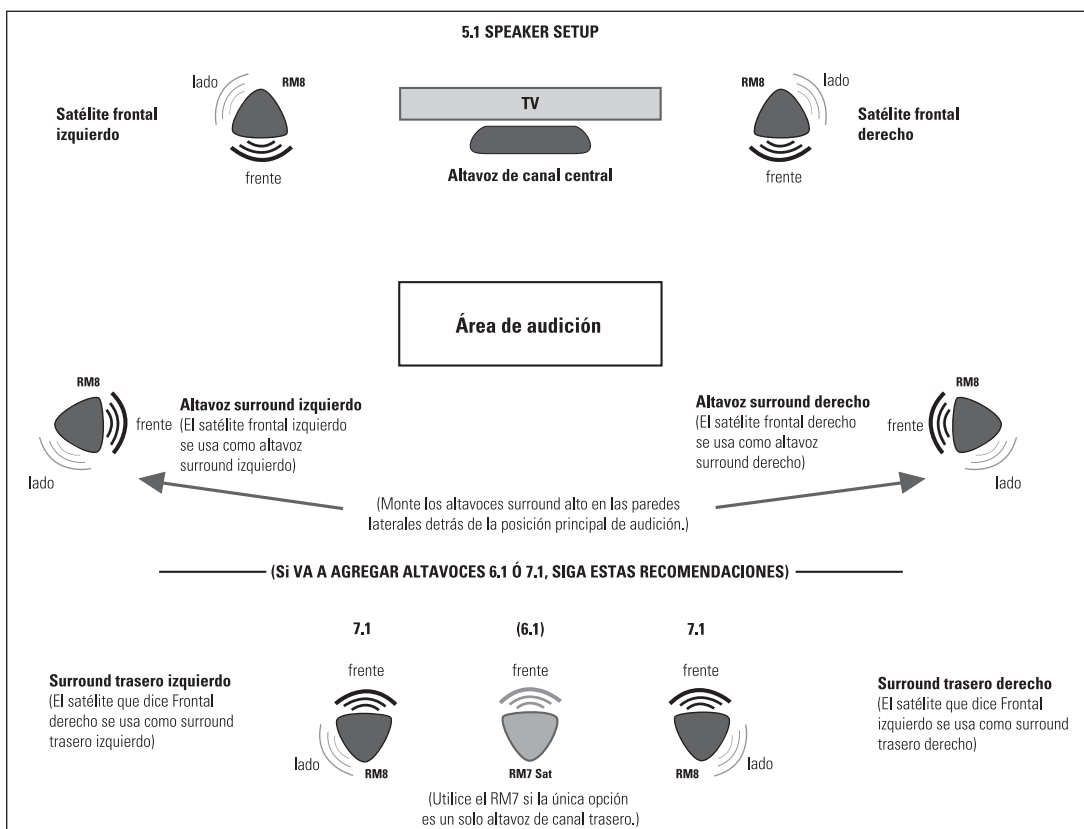 5.1 SPEAKER SETUP
lado
RM8
Satélite frontal
izquierdo
frente
TV
Altavoz de canal central
RM8
lado
Satélite frontal
derecho
frente
Área de audición
RM8
frente
lado
Altavoz surround izquierdo
(El satélite frontal izquierdo
se usa como altavoz
surround izquierdo)
Altavoz surround derecho
(El satélite frontal derecho
se usa como altavoz
surround derecho)
RM8
frente
lado
(Monte los altavoces surround alto en las paredes
laterales detrás de la posición principal de audición.)
(Si VA A AGREGAR ALTAVOCES 6.1 Ó 7.1, SIGA ESTAS RECOMENDACIONES)
7.1
(6.1)
7.1
frente
frente
frente
Surround trasero izquierdo
(El satélite que dice Frontal
derecho se usa como surround
trasero izquierdo)
lado
RM8
RM7 Sat
RM8
lado
Surround trasero derecho
(El satélite que dice Frontal
izquierdo se usa como surround
trasero derecho)
(Utilice el RM7 si la única opción
es un solo altavoz de canal trasero.)